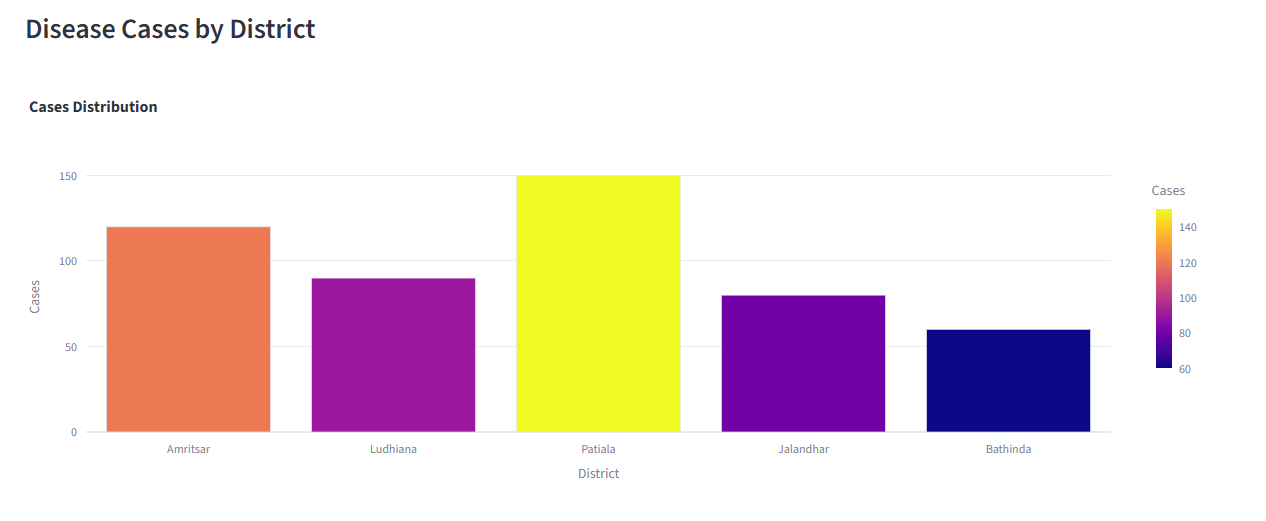 Disease Cases by District
Cases Distribution
150
100
50
0
Cases
Amritsar
Ludhiana
Patiala
Jalandhar
Bathinda
District
Cases
140
120
100
80
60